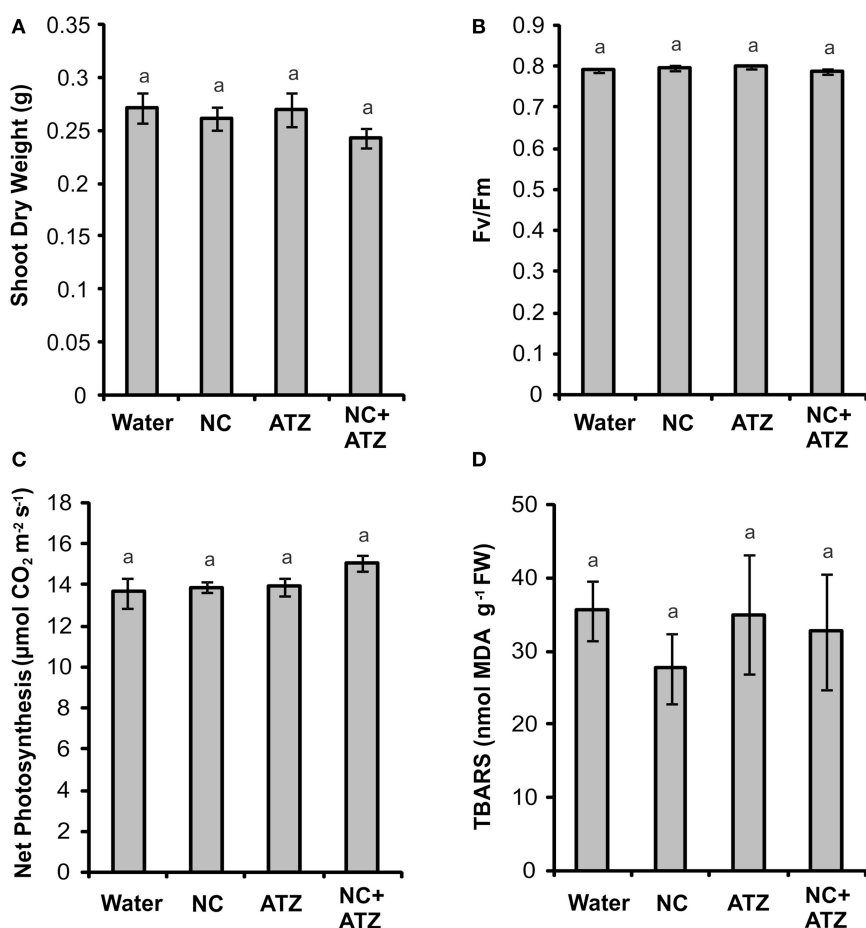 A
Shoot Dry Weight (g)
0.35
0.3
0.25
0.2
0.15
0.1
0.05
0
a
a
a
a
Water
NC
ATZ
NC+
ATZ
B
Fv/Fm
0.9
0.8
0.7
0.6
0.5
0.4
0.3
0.2
0.1
0
a
a
a
a
Water
NC
ATZ
NC+
ATZ
C
Net Photosynthesis (µmol CO₂ m⁻² s⁻¹)
18
16
14
12
10
8
6
4
2
0
a
a
a
a
Water
NC
ATZ
NC+
ATZ
D
TBARS (nmol MDA g⁻¹ FW)
50
40
30
20
10
0
a
a
a
a
Water
NC
ATZ
NC+
ATZ